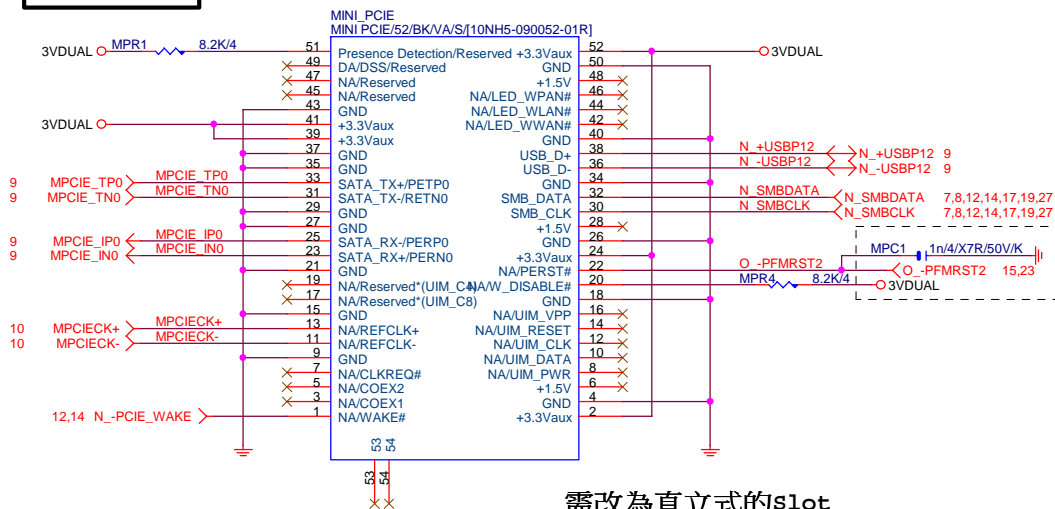 MINI_PCIE
MINI PCIE/52/BK/VA/S/[10NH5-090052-01R]
3VDUAL MPR1 8.2K/4 51 Presence Detection/Reserved +3.3Vaux 52 3VDUAL
49 DA/DSS/Reserved GND 50
47 NA/Reserved +1.5V 48
45 NA/Reserved NA/LED_WPAN# 46
43 GND NA/LED_WLAN# 44
3VDUAL 41 +3.3Vaux NA/LED_WWAN# 42
39 +3.3Vaux GND 40
37 GND USB_D+ 38 N_+USBP12 N_+USBP12 9
35 GND USB_D- 36 N_-USBP12 N_-USBP12 9
9 MPCIE_TP0 MPCIE_TP0 33 SATA_TX+/PETP0 GND 34
9 MPCIE_TN0 MPCIE_TN0 31 SATA_TX-/RETN0 SMB_DATA 32 N_SMBDATA N_SMBDATA 7,8,12,14,17,19,27
29 GND SMB_CLK 30 N_SMBCLK N_SMBCLK 7,8,12,14,17,19,27
27 GND +1.5V 28
9 MPCIE_IP0 MPCIE_IP0 25 SATA_RX-/PERP0 GND 26
9 MPCIE_IN0 MPCIE_IN0 23 SATA_RX+/PERN0 +3.3Vaux 24 MPC1 1n/4/X7R/50V/K
21 GND NA/PERST# 22 O_-PFMRST2 O_-PFMRST2 15,23
19 NA/Reserved*(UIM_C4) NA/W_DISABLE# 20 MPR4 8.2K/4 3VDUAL
17 NA/Reserved*(UIM_C8) GND 18
15 GND NA/UIM_VPP 16
10 MPCIECK+ MPCIECK+ 13 NA/REFCLK+ NA/UIM_RESET 14
10 MPCIECK- MPCIECK- 11 NA/REFCLK- NA/UIM_CLK 12
9 GND NA/UIM_DATA 10
7 NA/CLKREQ# NA/UIM_PWR 8
5 NA/COEX2 +1.5V 6
3 NA/COEX1 GND 4
12,14 N_-PCIE_WAKE 1 NA/WAKE# +3.3Vaux 2
53 54
53 54
需改為直立式的Slot